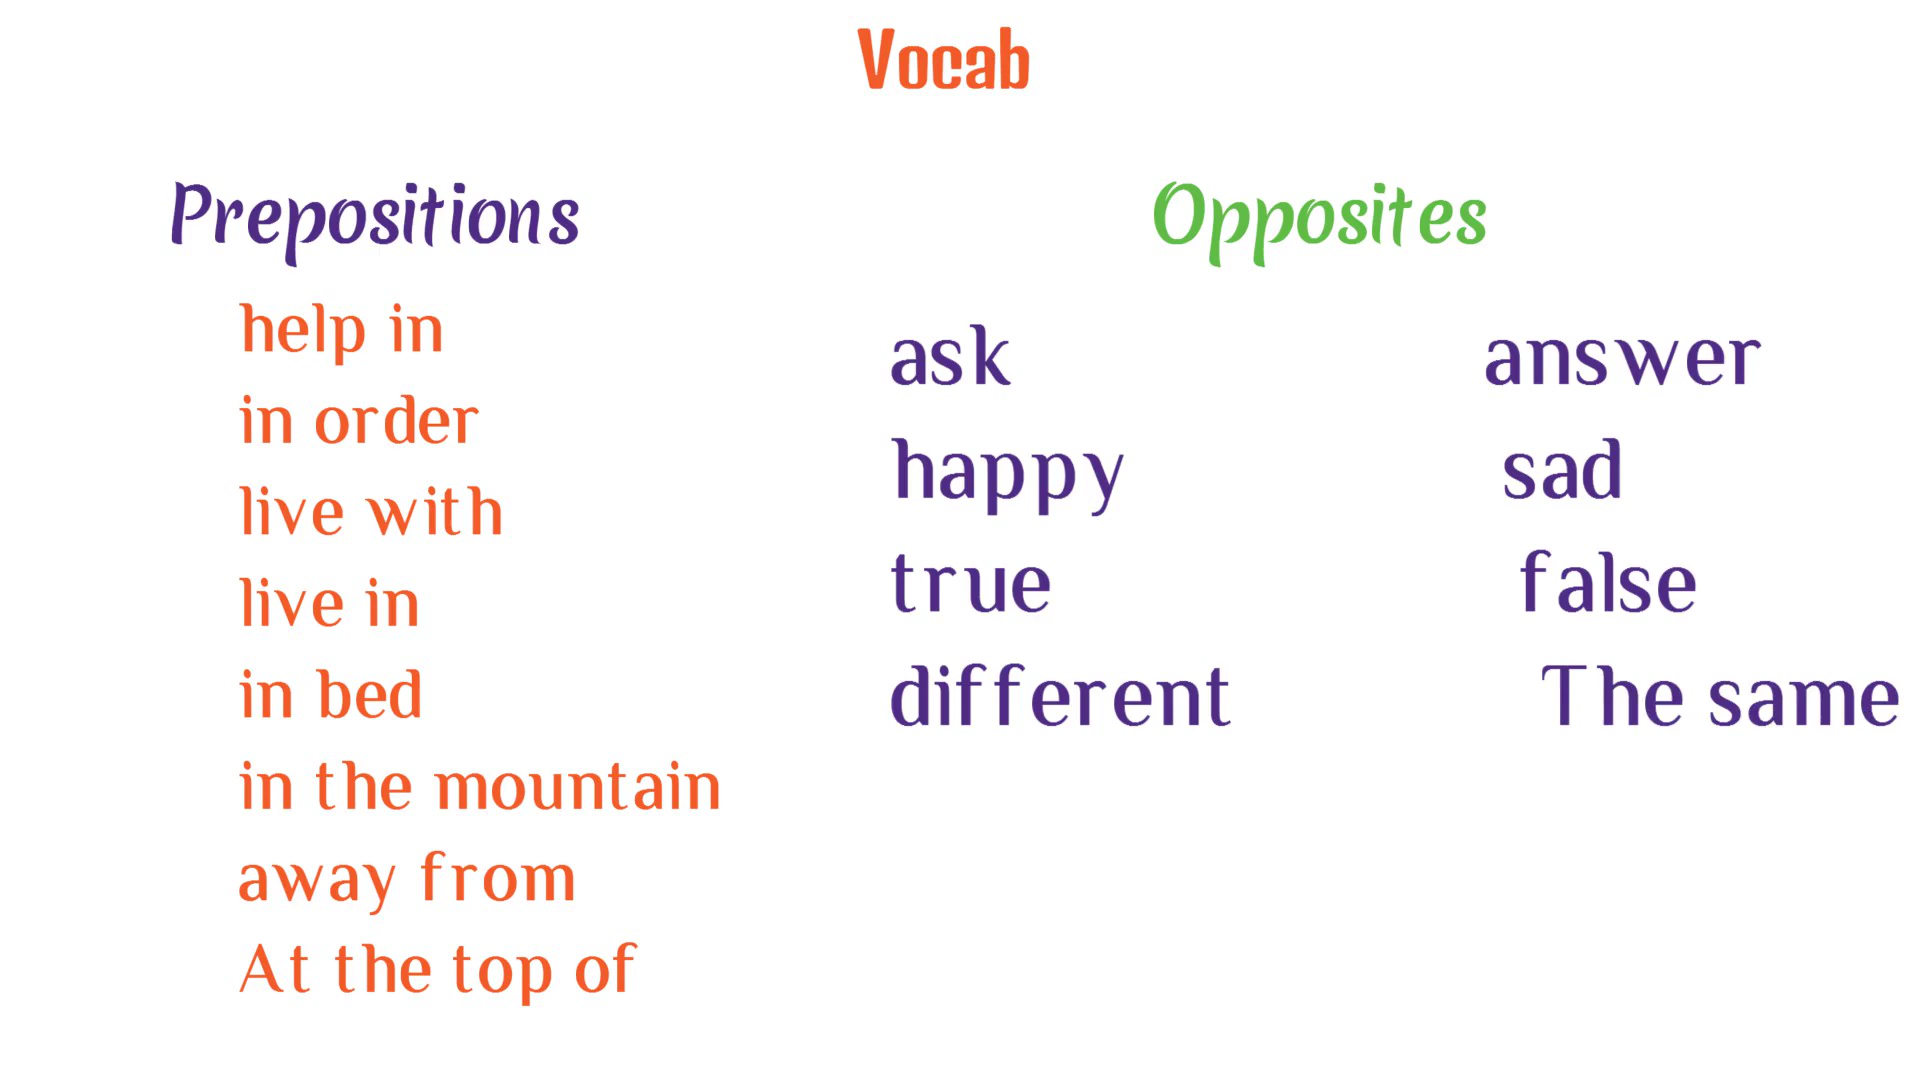 Vocab
Prepositions
help in
in order
live with
live in
in bed
in the mountain
away from
At the top of
Opposites
ask answer
happy sad
true false
different The same